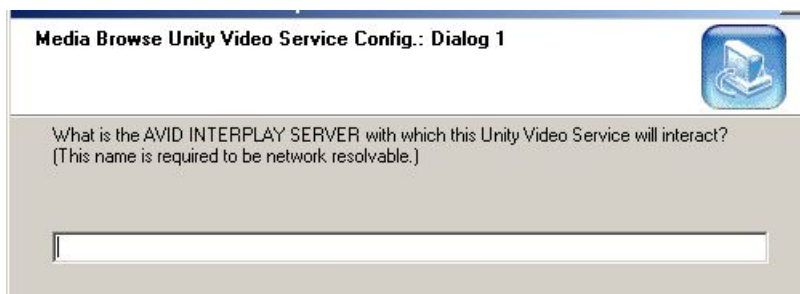 Media Browse Unity Video Service Config.: Dialog 1
What is the AVID INTERPLAY SERVER with which this Unity Video Service will interact?
(This name is required to be network resolvable.)